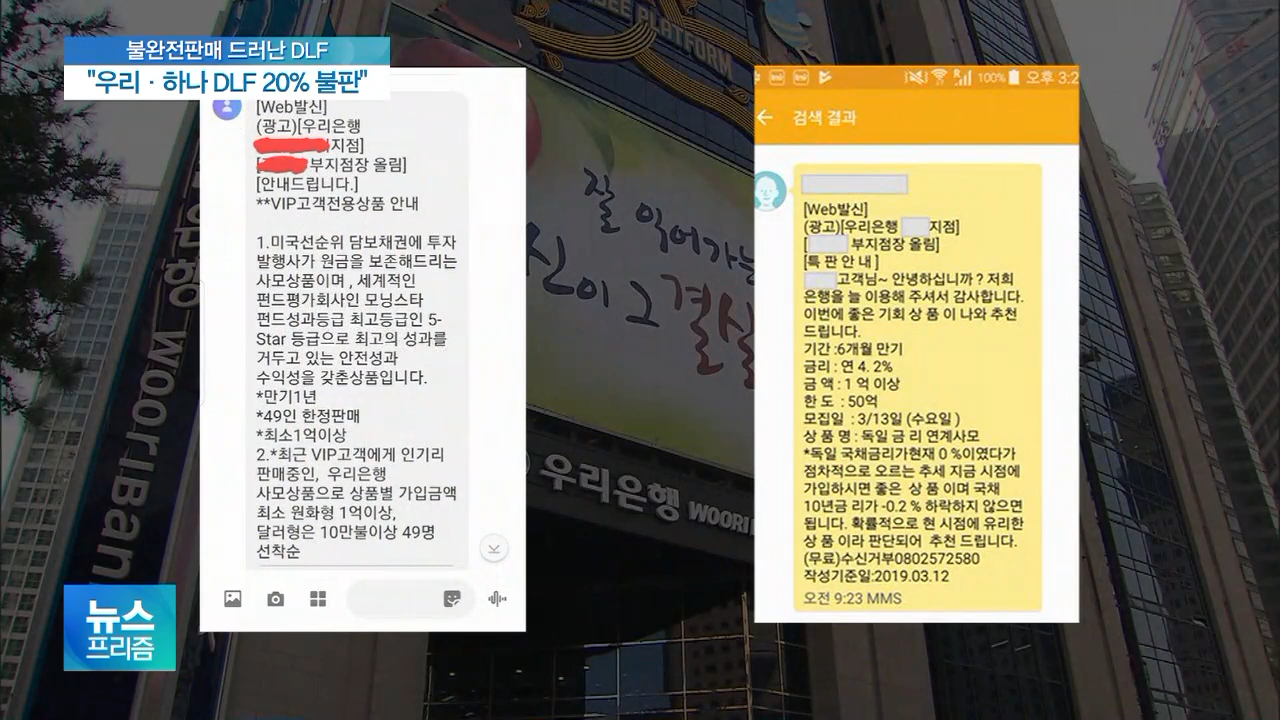 불완전판매 드러난 DLF
"우리·하나 DLF 20% 불판"
[Web발신]
(광고)[우리은행
지점]
[ 부지점장 올림]
[안내드립니다.]
**VIP고객전용상품 안내
1.미국선순위 담보채권에 투자
발행사가 원금을 보존해드리는
사모상품이며 , 세계적인
펀드평가회사인 모닝스타
펀드성과등급 최고등급인 5-
Star 등급으로 최고의 성과를
거두고 있는 안전성과
수익성을 갖춘상품입니다.
*만기1년
*49인 한정판매
*최소1억이상
2.*최근 VIP고객에게 인기리
판매중인, 우리은행
사모상품으로 상품별 가입금액
최소 원화형 1억이상,
달러형은 10만불이상 49명
선착순
100% 오후 3:2
검색 결과
[Web발신]
(광고)[우리은행 지점]
[ 부지점장 올림]
[특 판 안 내 ]
고객님~ 안녕하십니까 ? 저희
은행을 늘 이용해 주셔서 감사합니다.
이번에 좋은 기회 상 품 이 나와 추천
드립니다.
기간 :6개월 만기
금리 : 연 4. 2%
금 액 : 1 억 이상
한 도 : 50억
모집일 : 3/13일 (수요일 )
상 품 명 : 독일 금 리 연계사모
*독일 국채금리가현재 0 %이였다가
점차적으로 오르는 추세 지금 시점에
가입하시면 좋은 상 품 이며 국채
10년금 리가 -0.2 % 하락하지 않으면
됩니다. 확률적으로 현 시점에 유리한
상 품 이라 판단되어 추천 드립니다.
(무료)수신거부0802572580
작성기준일:2019.03.12
오전 9:23 MMS
PLATFORM
잘 익어가는
이 그 결실
우리은행 WOORI
WOORI BAN
뉴스
프리즘